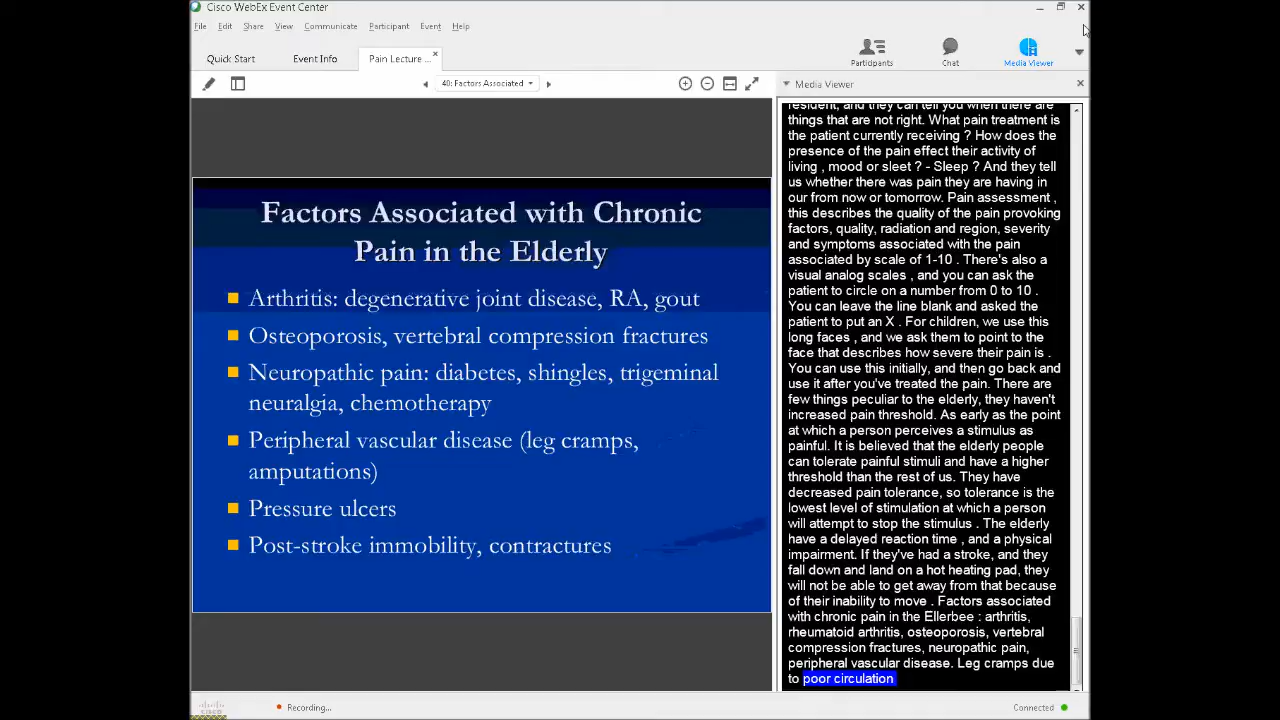 Cisco WebEx Event Center
File Edit Share View Communicate Participant Event Help
Quick Start Event Info Pain Lecture ...
Participants Chat Media Viewer
40: Factors Associated
Media Viewer
Factors Associated with Chronic
Pain in the Elderly
Arthritis: degenerative joint disease, RA, gout
Osteoporosis, vertebral compression fractures
Neuropathic pain: diabetes, shingles, trigeminal
neuralgia, chemotherapy
Peripheral vascular disease (leg cramps,
amputations)
Pressure ulcers
Post-stroke immobility, contractures
resident, and they can tell you when there are
things that are not right. What pain treatment is
the patient currently receiving ? How does the
presence of the pain effect their activity of
living , mood or sleet ? - Sleep ? And they tell
us whether there was pain they are having in
our from now or tomorrow. Pain assessment ,
this describes the quality of the pain provoking
factors, quality, radiation and region, severity
and symptoms associated with the pain
associated by scale of 1-10 . There's also a
visual analog scales , and you can ask the
patient to circle on a number from 0 to 10 .
You can leave the line blank and asked the
patient to put an X . For children, we use this
long faces , and we ask them to point to the
face that describes how severe their pain is .
You can use this initially, and then go back and
use it after you've treated the pain. There are
few things peculiar to the elderly, they haven't
increased pain threshold. As early as the point
at which a person perceives a stimulus as
painful. It is believed that the elderly people
can tolerate painful stimuli and have a higher
threshold than the rest of us. They have
decreased pain tolerance, so tolerance is the
lowest level of stimulation at which a person
will attempt to stop the stimulus . The elderly
have a delayed reaction time , and a physical
impairment. If they've had a stroke, and they
fall down and land on a hot heating pad, they
will not be able to get away from that because
of their inability to move . Factors associated
with chronic pain in the Ellerbee : arthritis,
rheumatoid arthritis, osteoporosis, vertebral
compression fractures, neuropathic pain,
peripheral vascular disease. Leg cramps due
to poor circulation
Recording...
Connected